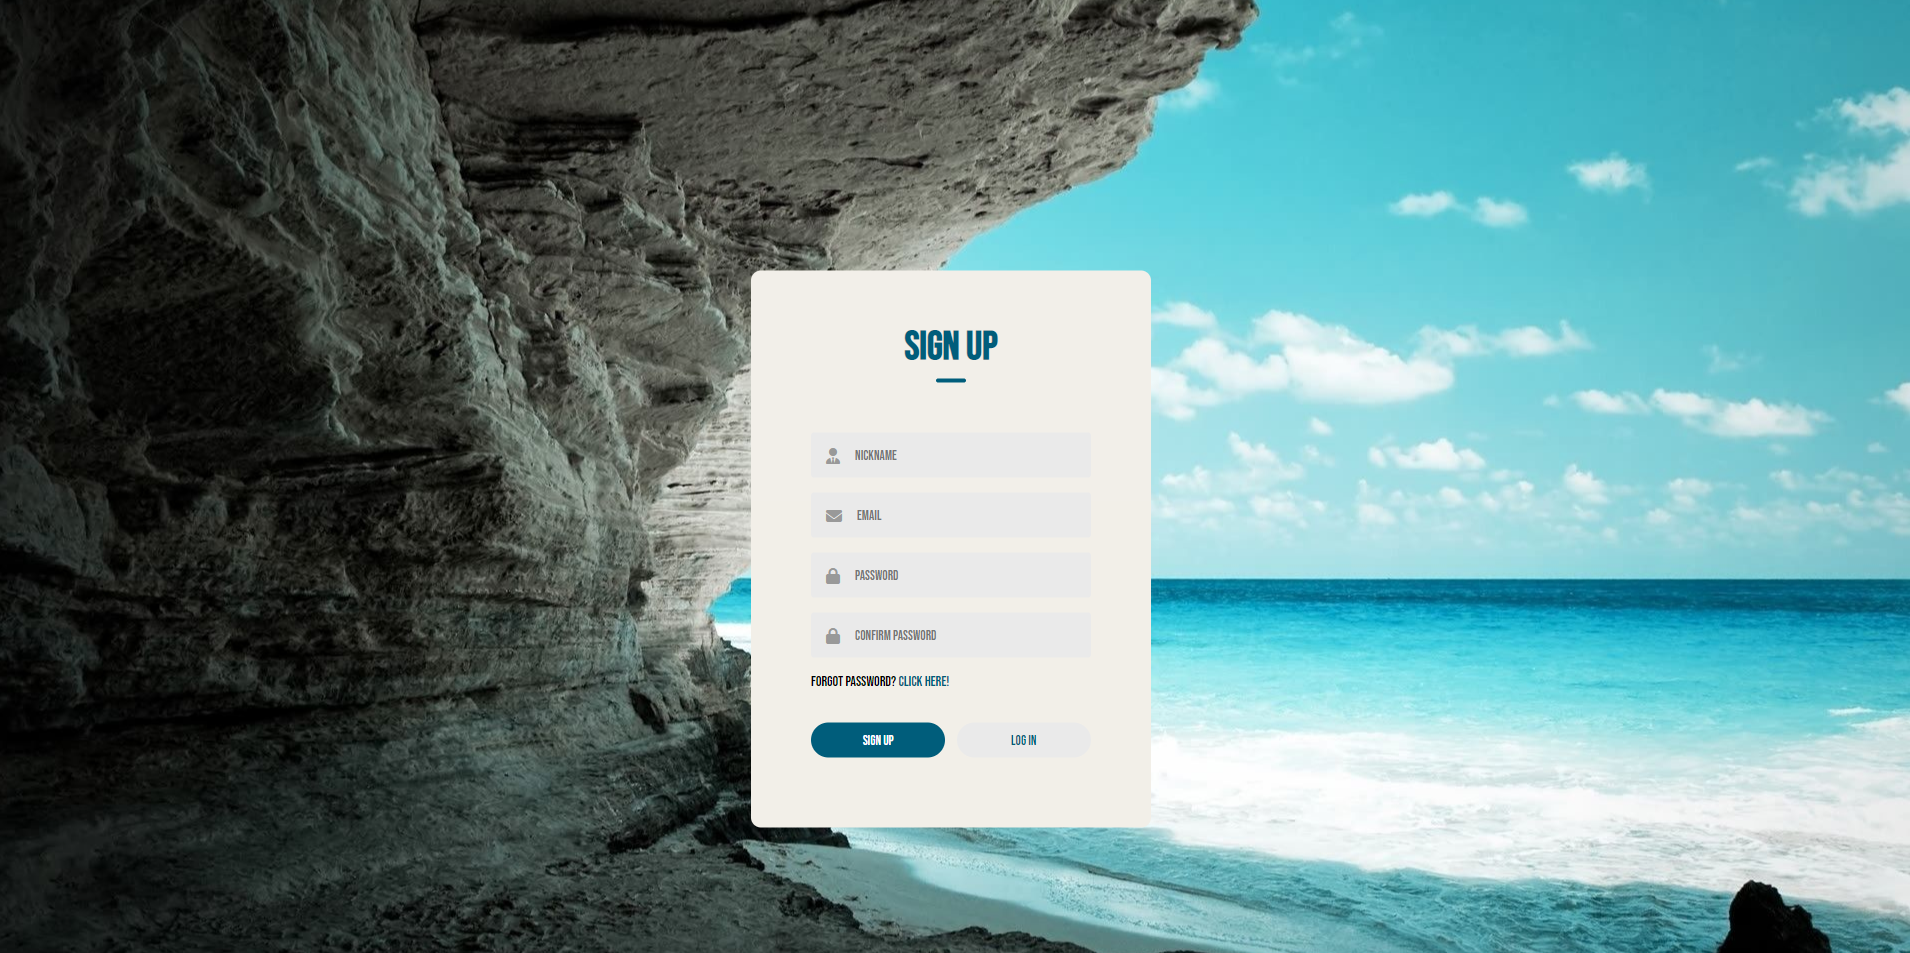 SIGN UP
NICKNAME
EMAIL
PASSWORD
CONFIRM PASSWORD
FORGOT PASSWORD? CLICK HERE!
SIGN UP LOG IN